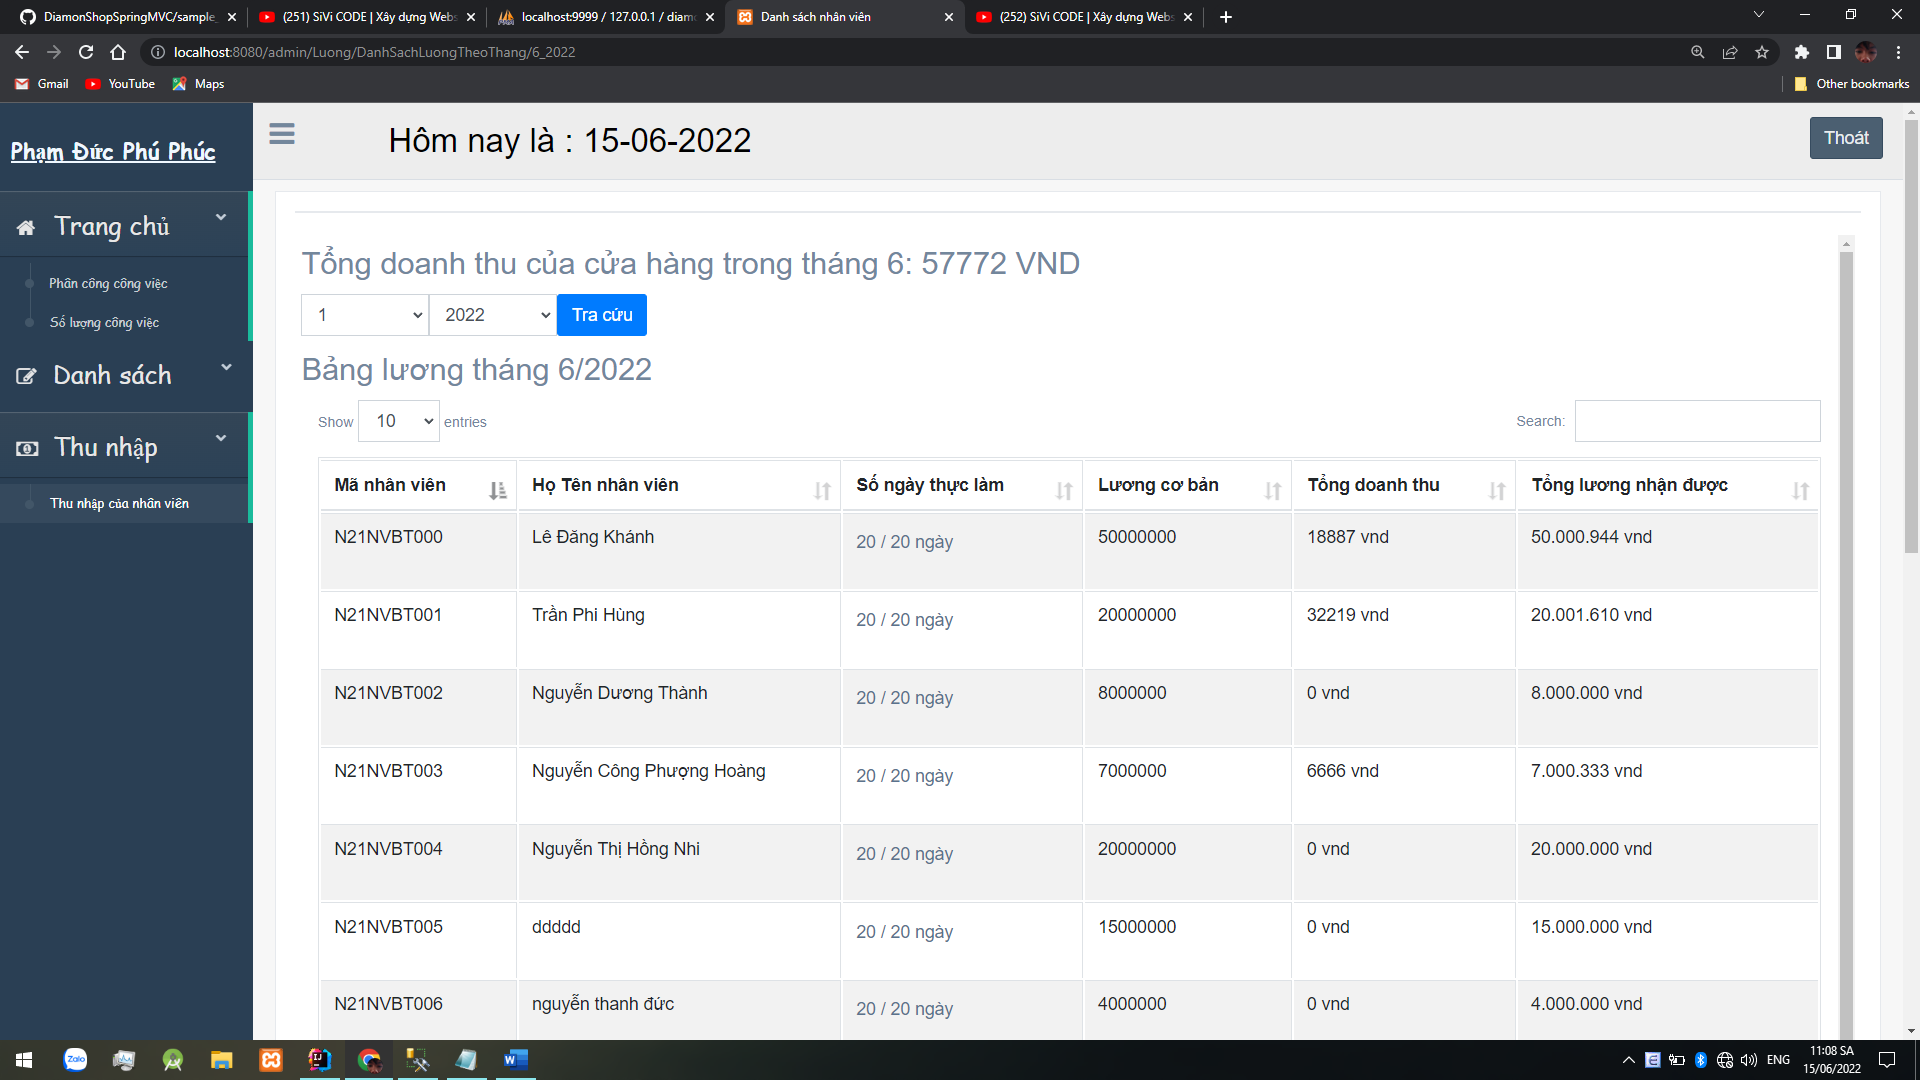 DiamonShopSpringMVC/sample_
(251) SiVi CODE | Xây dựng Webs
localhost:9999 / 127.0.0.1 / diam
Danh sách nhân viên
(252) SiVi CODE | Xây dựng Webs
localhost:8080/admin/Luong/DanhSachLuongTheoThang/6_2022
Gmail
YouTube
Maps
Other bookmarks
Phạm Đức Phú Phúc
Hôm nay là : 15-06-2022
Thoát
Trang chủ
Phân công công việc
Số lượng công việc
Danh sách
Thu nhập
Thu nhập của nhân viên
Tổng doanh thu của cửa hàng trong tháng 6: 57772 VND
1 2022 Tra cứu
Bảng lương tháng 6/2022
Show 10 entries Search:
Mã nhân viên Họ Tên nhân viên Số ngày thực làm Lương cơ bản Tổng doanh thu Tổng lương nhận được
N21NVBT000 Lê Đăng Khánh 20 / 20 ngày 50000000 18887 vnd 50.000.944 vnd
N21NVBT001 Trần Phi Hùng 20 / 20 ngày 20000000 32219 vnd 20.001.610 vnd
N21NVBT002 Nguyễn Dương Thành 20 / 20 ngày 8000000 0 vnd 8.000.000 vnd
N21NVBT003 Nguyễn Công Phượng Hoàng 20 / 20 ngày 7000000 6666 vnd 7.000.333 vnd
N21NVBT004 Nguyễn Thị Hồng Nhi 20 / 20 ngày 20000000 0 vnd 20.000.000 vnd
N21NVBT005 ddddd 20 / 20 ngày 15000000 0 vnd 15.000.000 vnd
N21NVBT006 nguyễn thanh đức 20 / 20 ngày 4000000 0 vnd 4.000.000 vnd
Zalo
ENG
11:08 SA
15/06/2022